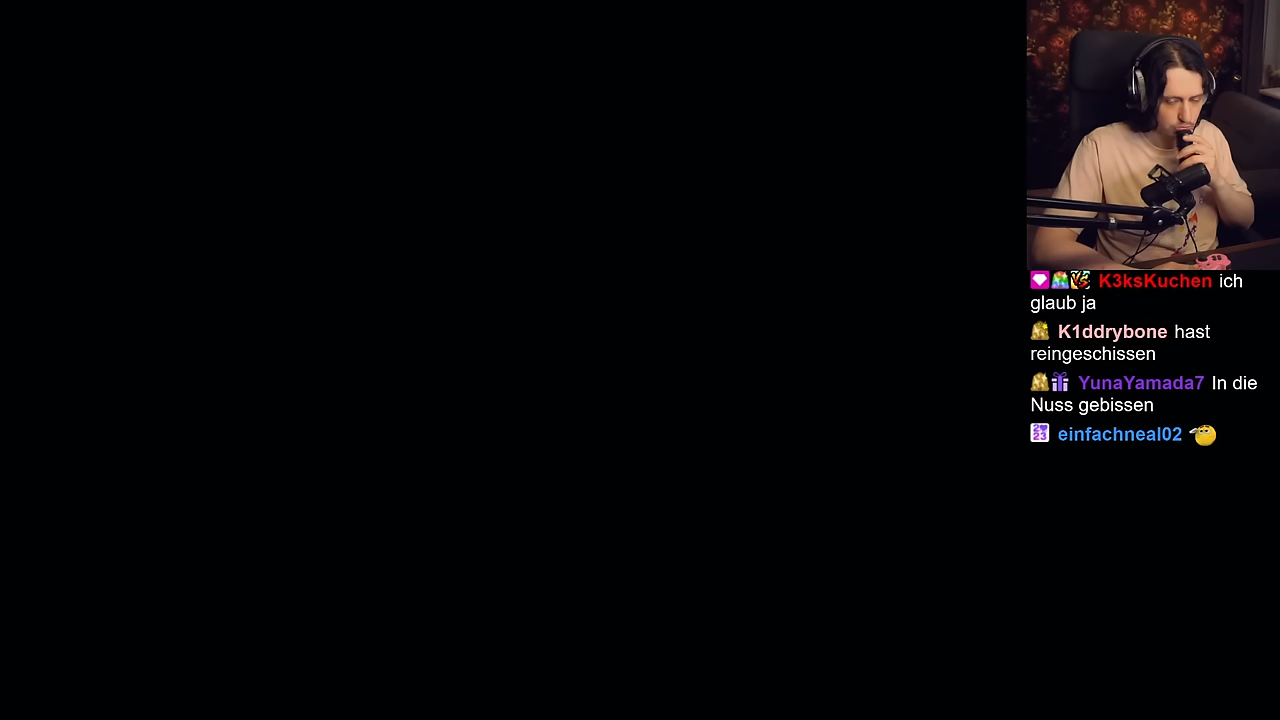 K3ksKuchen ich
glaub ja
K1ddrybone hast
reingeschissen
YunaYamada7 In die
Nuss gebissen
einfachneal02